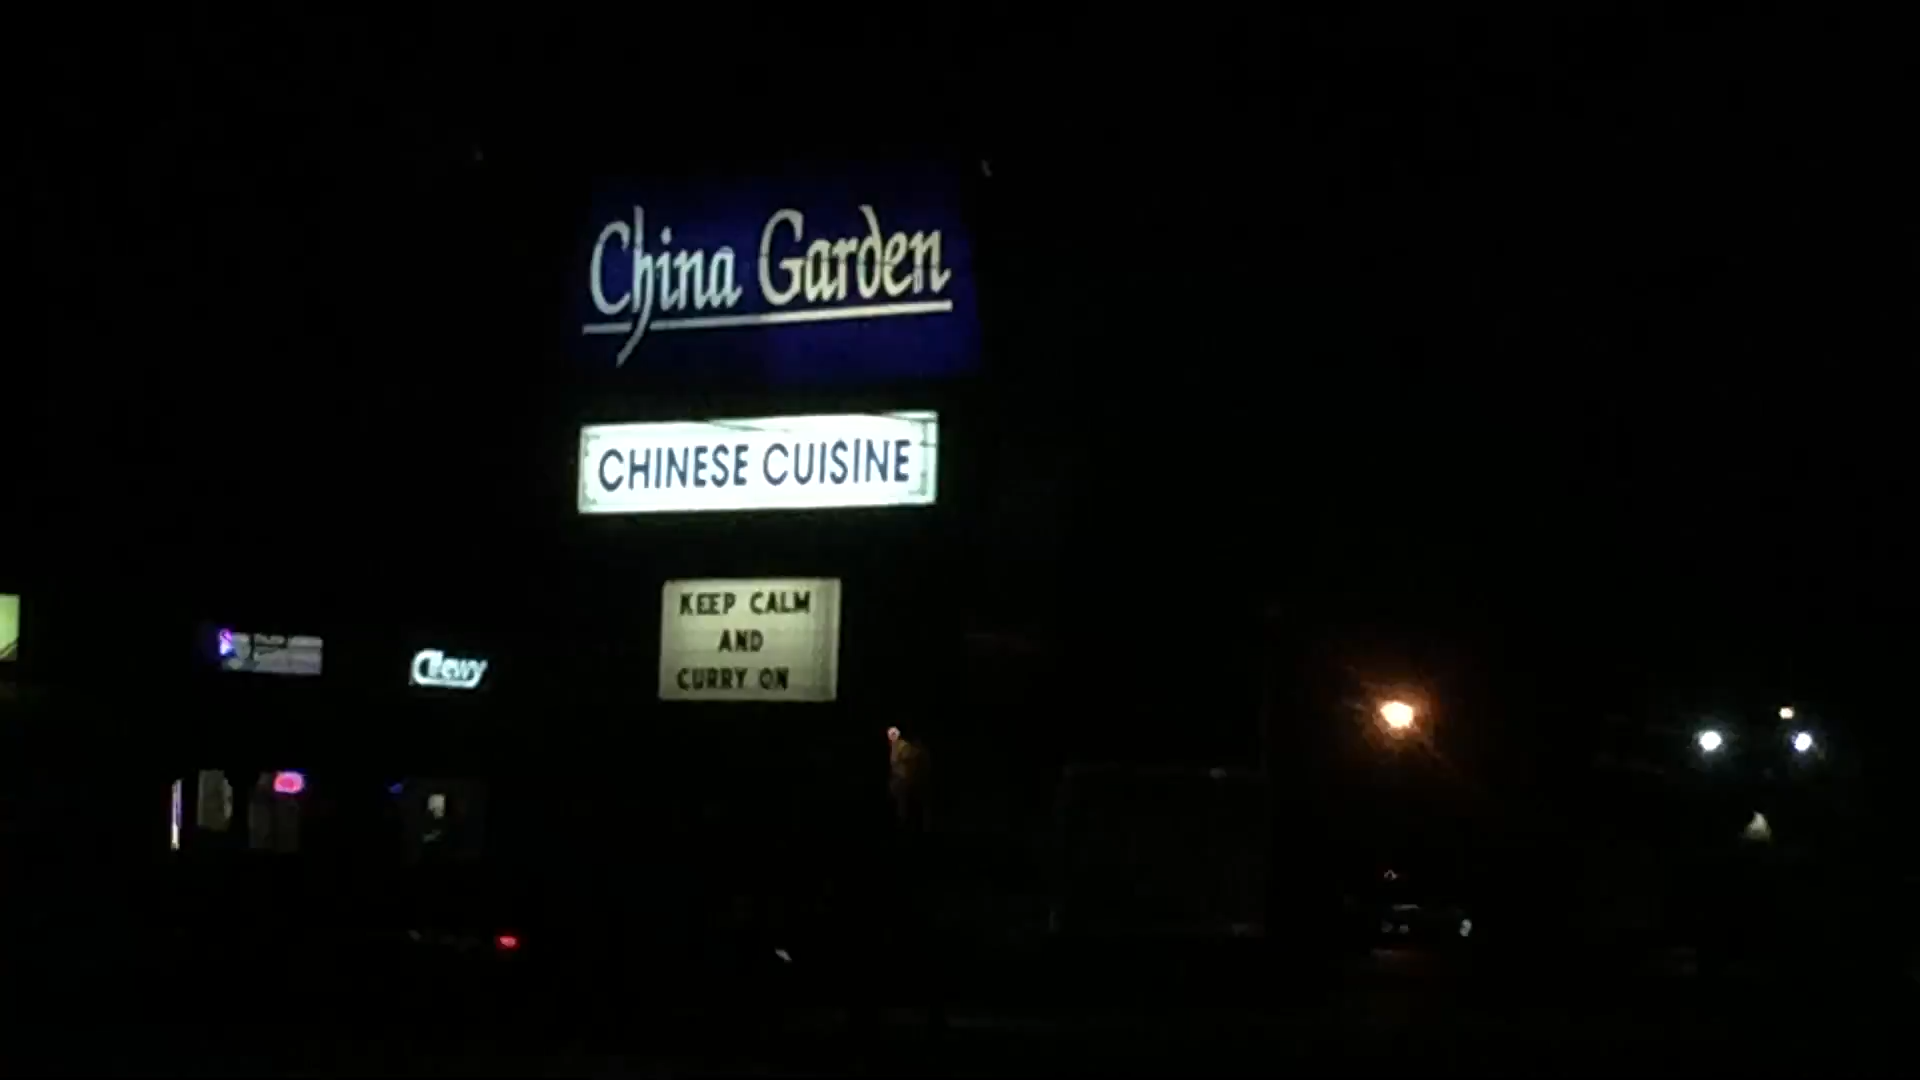 China Garden
CHINESE CUISINE
KEEP CALM
AND
CURRY ON